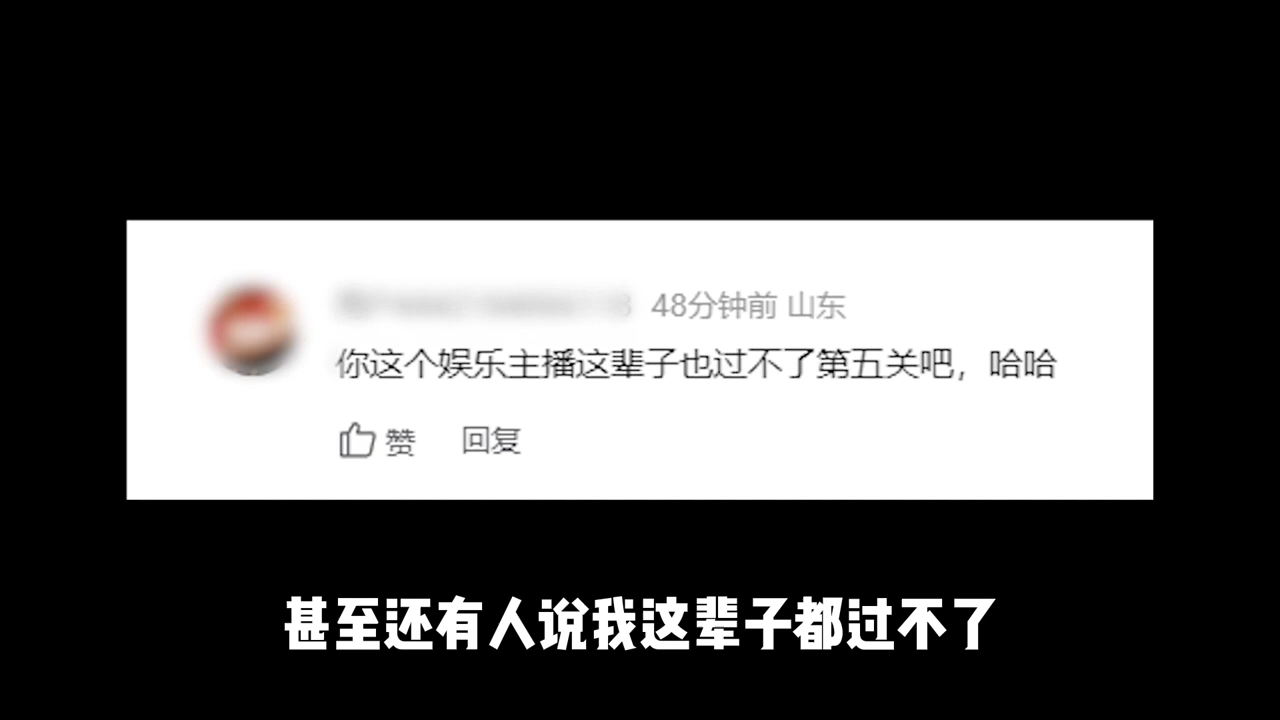 48分钟前 山东
你这个娱乐主播这辈子也过不了第五关吧，哈哈
赞 回复
甚至还有人说我这辈子都过不了